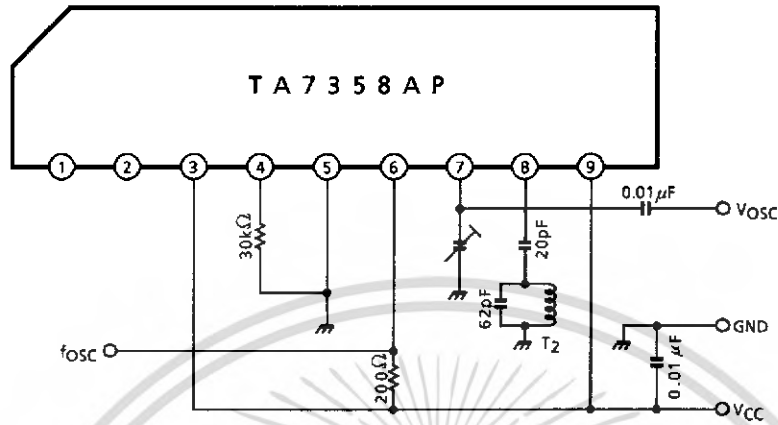 TA7358AP
1 2 3 4 5 6 7 8 9
0.01μF
VOSC
30kΩ
20pF
62pF
T2
GND
0.01μF
fOSC
200Ω
VCC